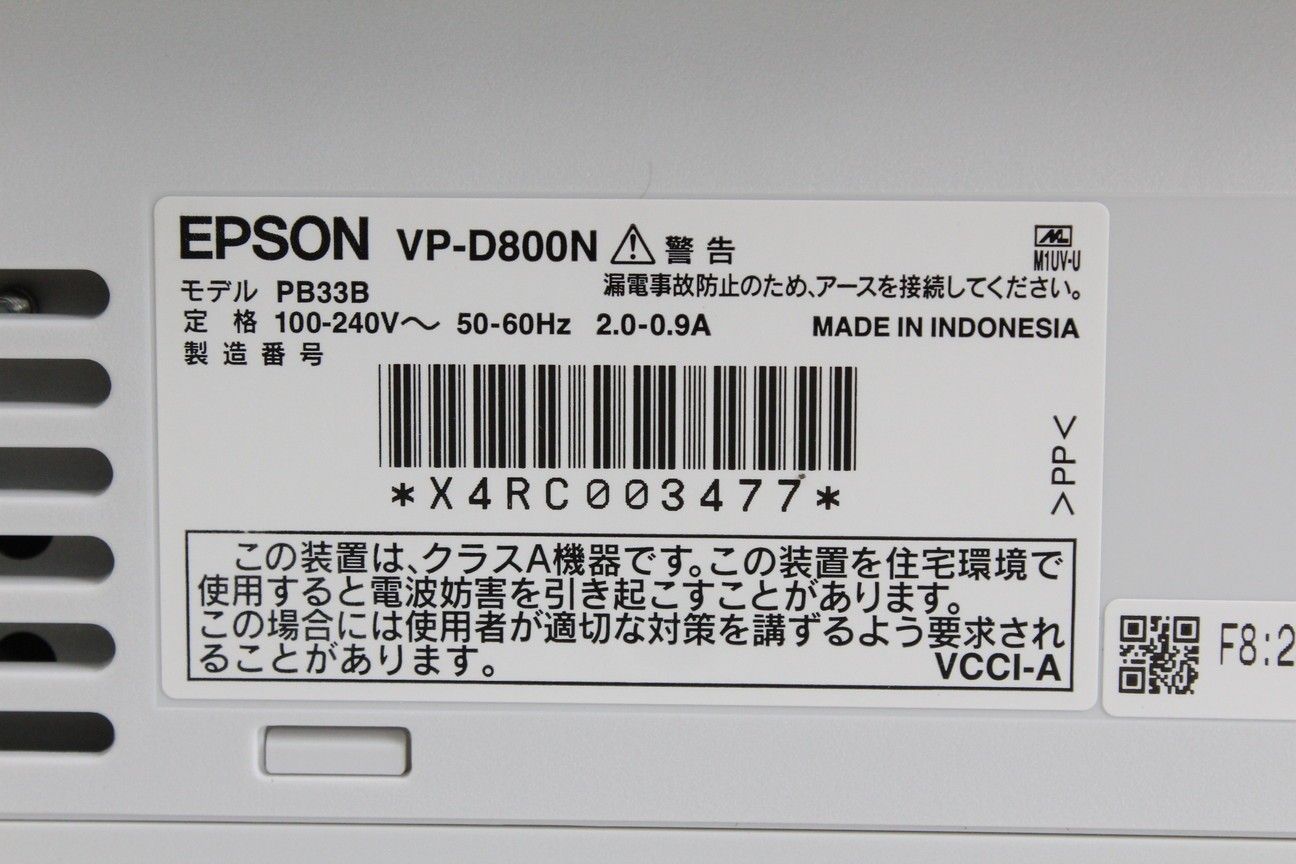 EPSON VP-D800N 警告
M1UV-U
モデル PB33B
漏電事故防止のため、アースを接続してください。
定 格 100-240V～ 50-60Hz 2.0-0.9A
MADE IN INDONESIA
製造番号
*X4RC003477*
>PP<
この装置は、クラスA機器です。この装置を住宅環境で
使用すると電波妨害を引き起こすことがあります。
この場合には使用者が適切な対策を講ずるよう要求され
ることがあります。
VCCI-A
F8:2